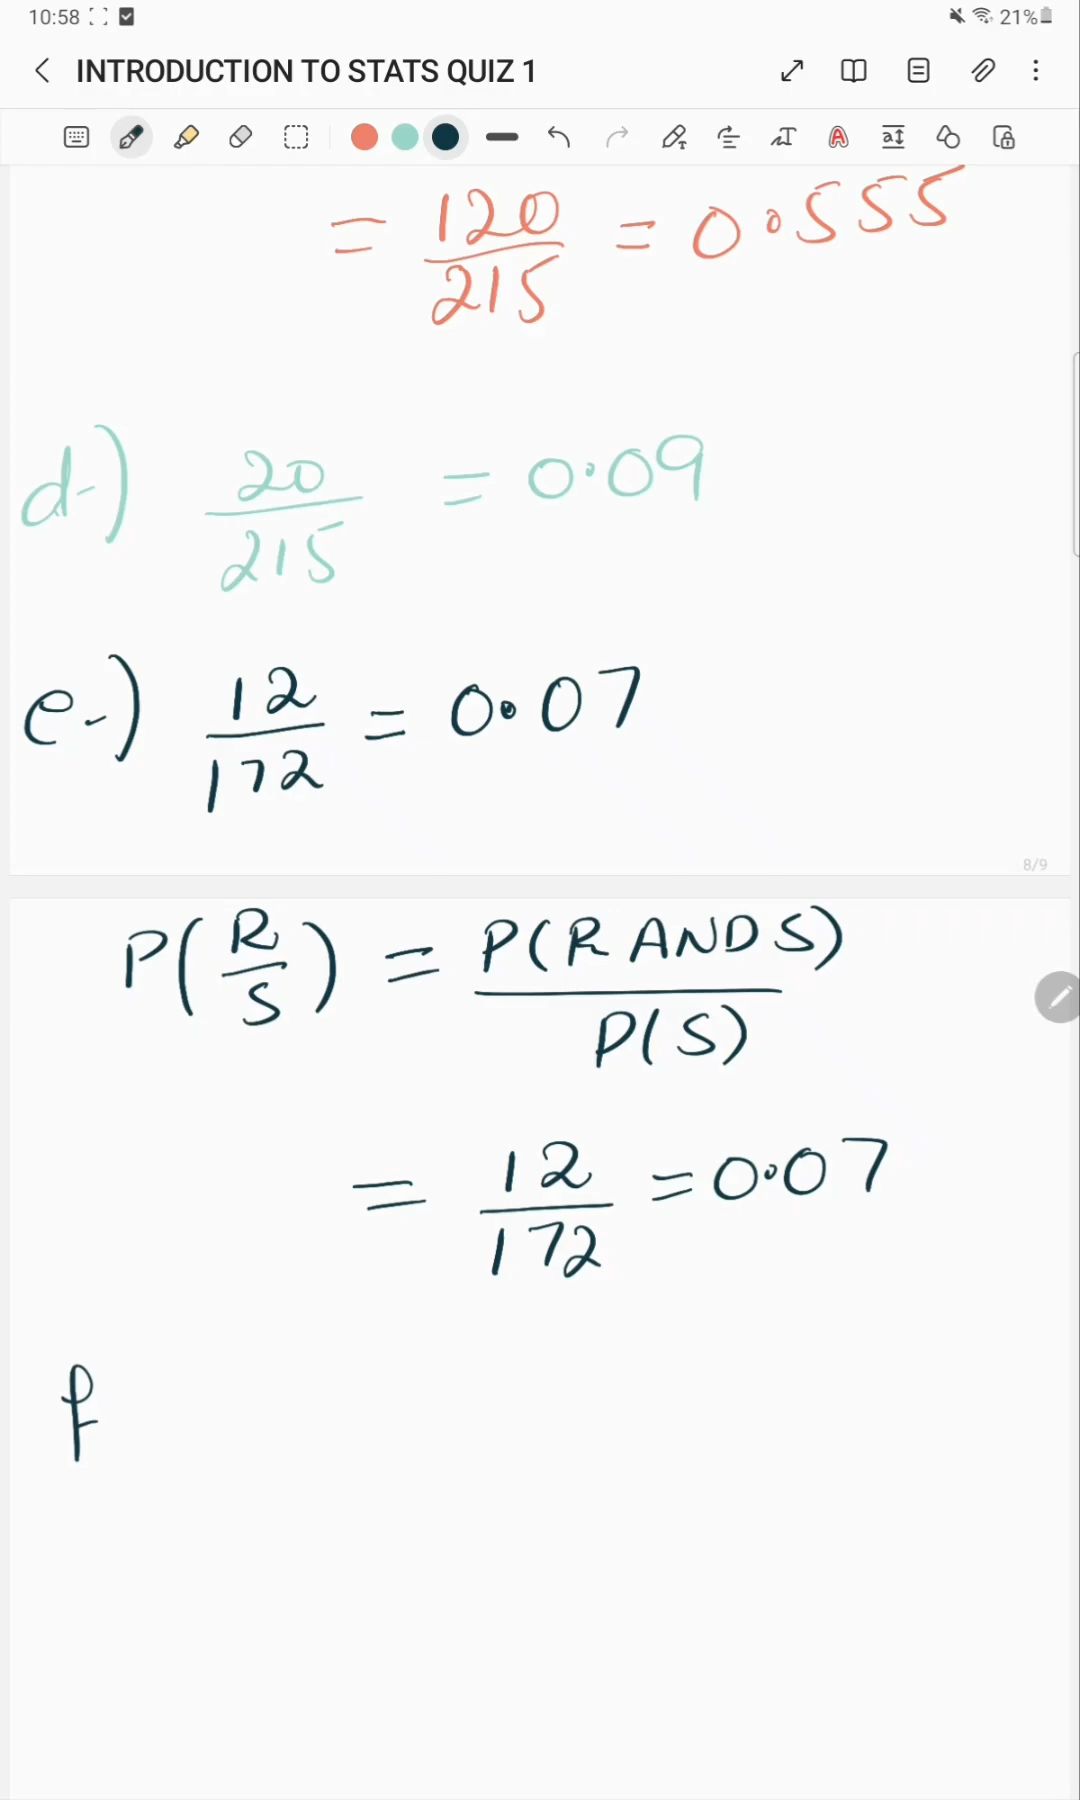 10:58 21%
INTRODUCTION TO STATS QUIZ 1
= 120/215 = 0.555
d.) 20/215 = 0.09
e.) 12/172 = 0.07
8/9
P(R/S) = P(R AND S)/P(S)
= 12/172 = 0.07
f